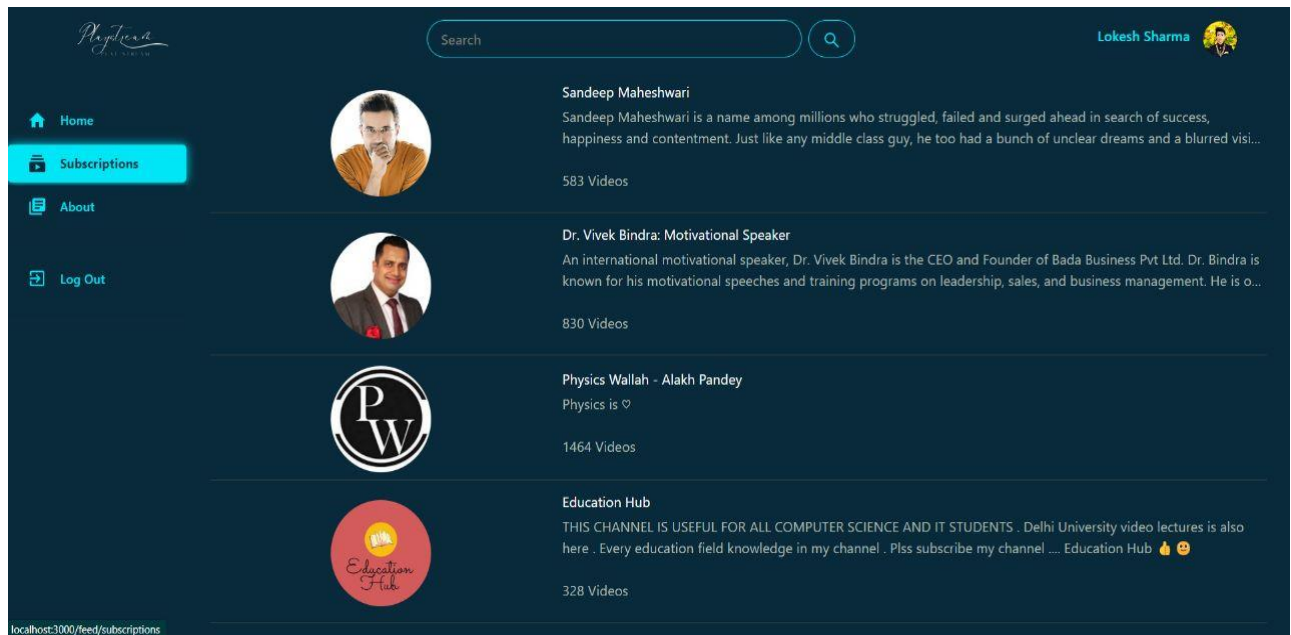 Playstream
Search
Lokesh Sharma
Home
Subscriptions
About
Log Out
Sandeep Maheshwari
Sandeep Maheshwari is a name among millions who struggled, failed and surged ahead in search of success,
happiness and contentment. Just like any middle class guy, he too had a bunch of unclear dreams and a blurred visi...
583 Videos
Dr. Vivek Bindra: Motivational Speaker
An international motivational speaker, Dr. Vivek Bindra is the CEO and Founder of Bada Business Pvt Ltd. Dr. Bindra is
known for his motivational speeches and training programs on leadership, sales, and business management. He is o...
830 Videos
PW
Physics Wallah - Alakh Pandey
Physics is ♡
1464 Videos
Education
Hub
Education Hub
THIS CHANNEL IS USEFUL FOR ALL COMPUTER SCIENCE AND IT STUDENTS . Delhi University video lectures is also
here . Every education field knowledge in my channel . Plss subscribe my channel .... Education Hub 👍 🙂
328 Videos
localhost:3000/feed/subscriptions